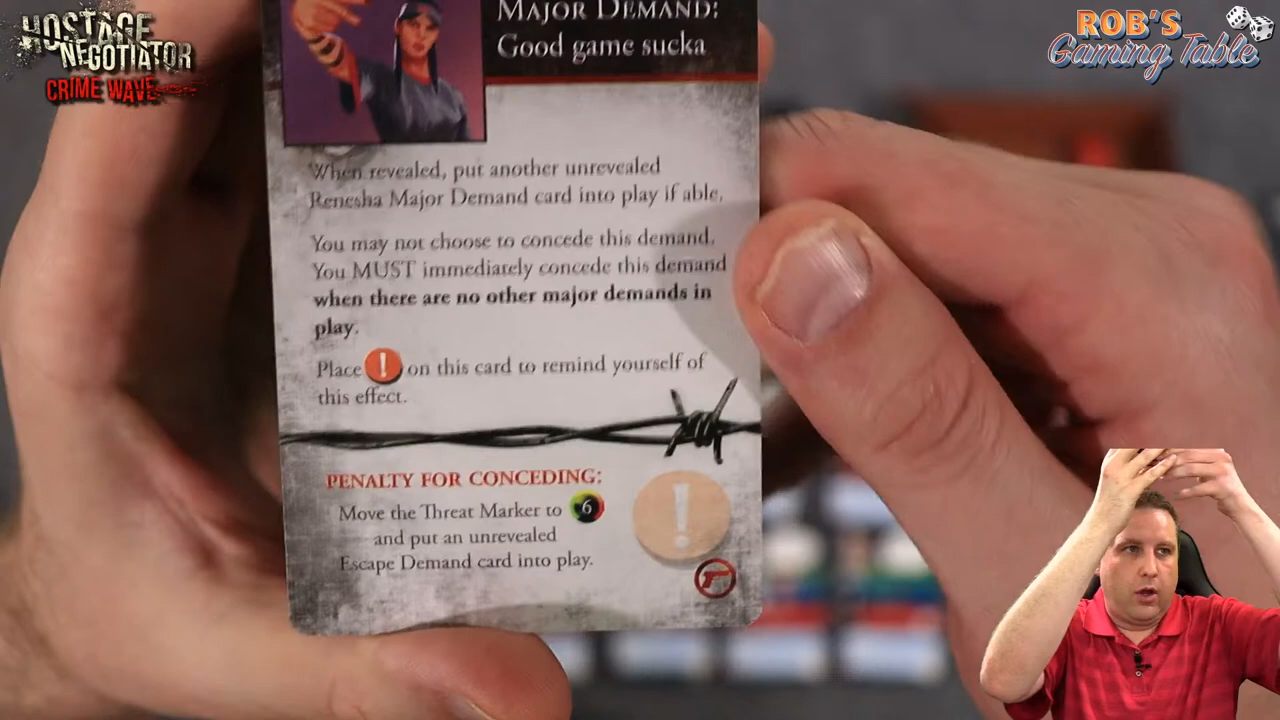 HOSTAGE
NEGOTIATOR
CRIME WAVE
ROB'S
Gaming Table
MAJOR DEMAND:
Good game sucka
When revealed, put another unrevealed
Renesha Major Demand card into play if able.
You may not choose to concede this demand.
You MUST immediately concede this demand
when there are no other major demands in
play.
Place ! on this card to remind yourself of
this effect.
PENALTY FOR CONCEDING:
Move the Threat Marker to 6
and put an unrevealed
Escape Demand card into play.
!